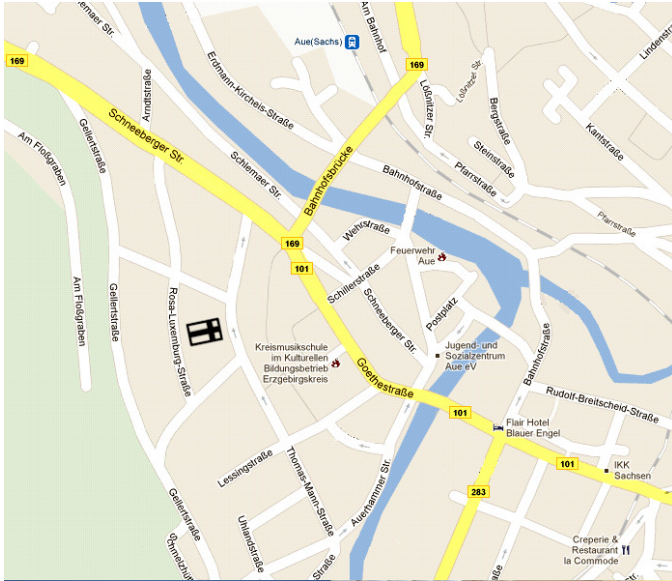 Schlemaer Str.
Aue(Sachs)
Am Bahnhof
Lindenstr
169
169
Erdmann-Kircheis-Straße
Lößnitzer Str.
Lößnitzer Str.
Bergstraße
Kantstraße
Arndtstraße
Schneeberger Str.
Gellertstraße
Am Floßgraben
Schlemaer Str.
Bahnhofsbrücke
Bahnhofstraße
Steinstraße
Pfarrstraße
Pfarrstraße
Wehrstraße
169
101
Feuerwehr
Aue
Schillerstraße
Schneeberger Str.
Postplatz
Am Floßgraben
Gellertstraße
Rosa-Luxemburg-Straße
Kreismusikschule
im Kulturellen
Bildungsbetrieb
Erzgebirgskreis
Goethestraße
Jugend- und
Sozialzentrum
Aue eV
Bahnhofstraße
Rudolf-Breitscheid-Straße
101
Flair Hotel
Blauer Engel
101
IKK
Sachsen
283
Lessingstraße
Thomas-Mann-Straße
Auerhammer Str.
Gellertstraße
Uhlandstraße
Schmelzhü
Creperie &
Restaurant
la Commode